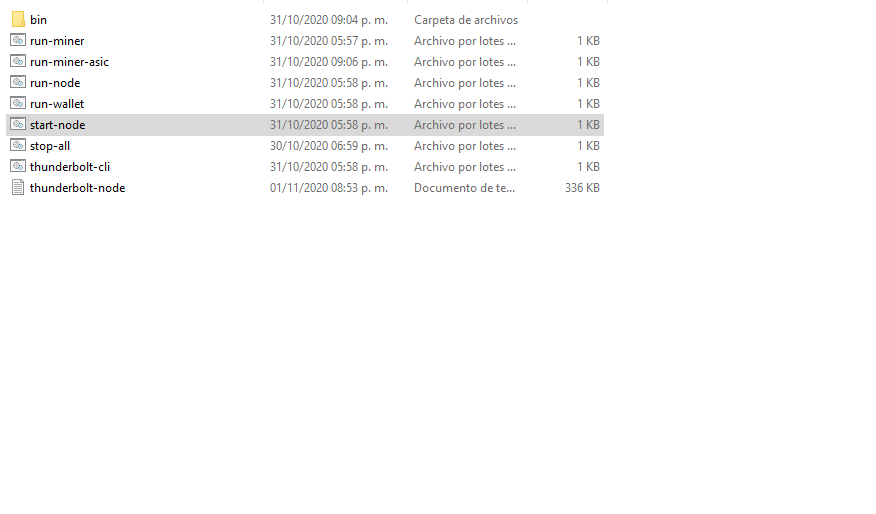 bin 31/10/2020 09:04 p. m. Carpeta de archivos
run-miner 31/10/2020 05:57 p. m. Archivo por lotes ... 1 KB
run-miner-asic 31/10/2020 09:06 p. m. Archivo por lotes ... 1 KB
run-node 31/10/2020 05:58 p. m. Archivo por lotes ... 1 KB
run-wallet 31/10/2020 05:58 p. m. Archivo por lotes ... 1 KB
start-node 31/10/2020 05:58 p. m. Archivo por lotes ... 1 KB
stop-all 30/10/2020 06:59 p. m. Archivo por lotes ... 1 KB
thunderbolt-cli 31/10/2020 05:58 p. m. Archivo por lotes ... 1 KB
thunderbolt-node 01/11/2020 08:53 p. m. Documento de te... 336 KB